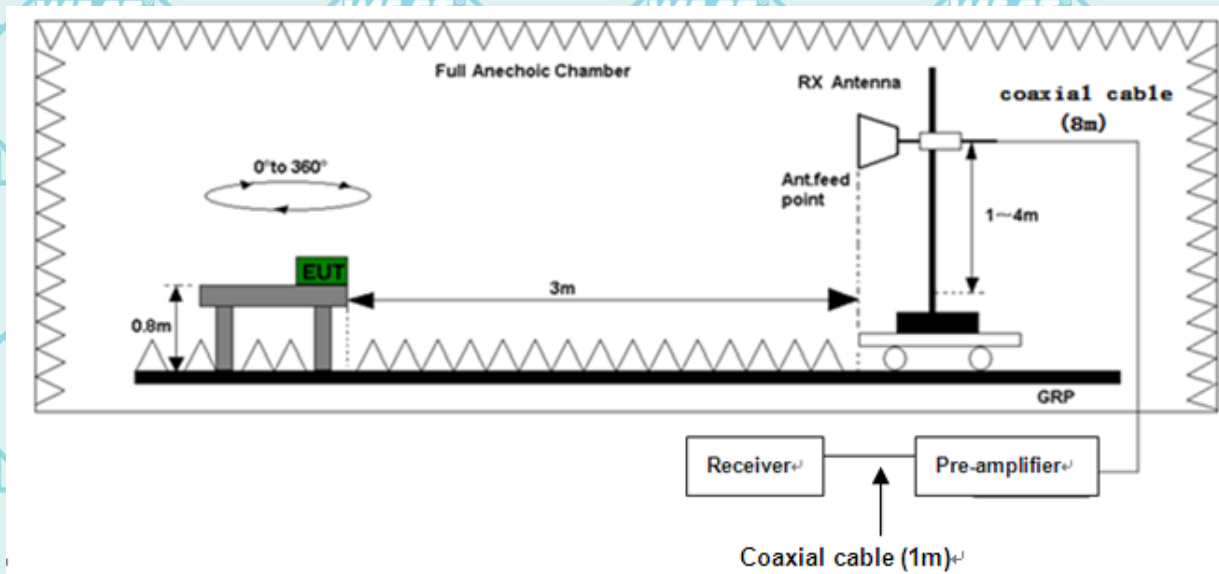 Full Anechoic Chamber
RX Antenna
coaxial cable
(8m)
0°to 360°
Ant.feed
point
1～4m
EUT
3m
0.8m
GRP
Receiver↵
Pre-amplifier↵
Coaxial cable (1m)↵